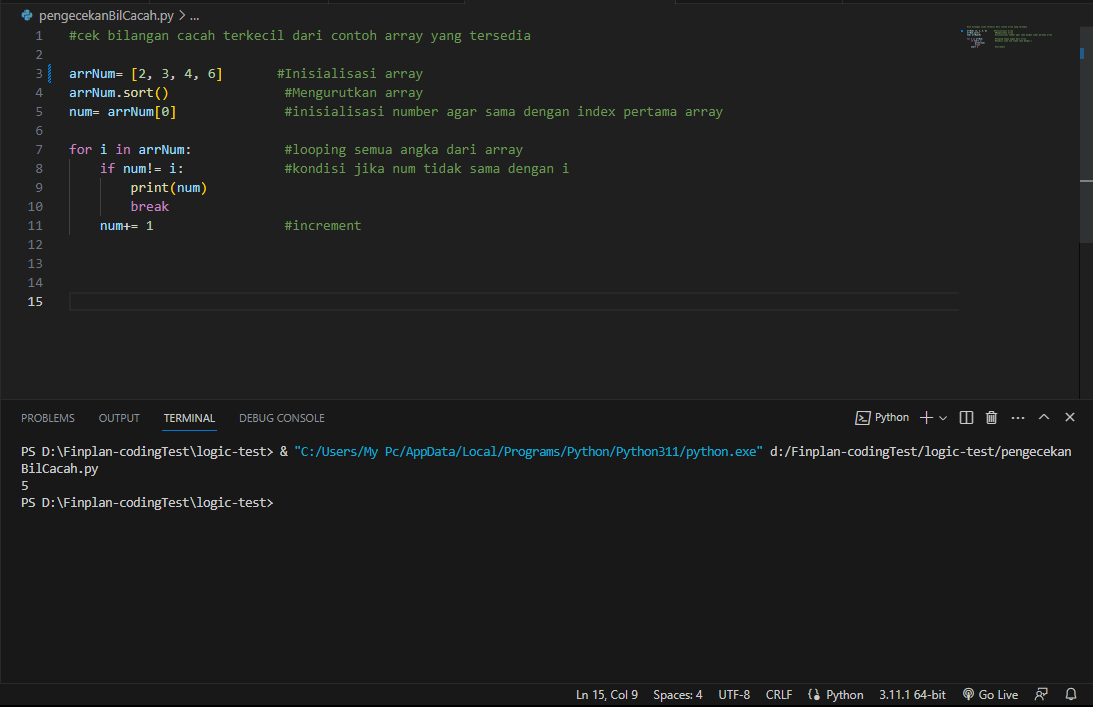 pengecekanBilCacah.py > ...
1 #cek bilangan cacah terkecil dari contoh array yang tersedia
2
3 arrNum= [2, 3, 4, 6] #Inisialisasi array
4 arrNum.sort() #Mengurutkan array
5 num= arrNum[0] #inisialisasi number agar sama dengan index pertama array
6
7 for i in arrNum: #looping semua angka dari array
8 if num!= i: #kondisi jika num tidak sama dengan i
9 print(num)
10 break
11 num+= 1 #increment
12
13
14
15
PROBLEMS OUTPUT TERMINAL DEBUG CONSOLE Python
PS D:\Finplan-codingTest\logic-test> & "C:/Users/My Pc/AppData/Local/Programs/Python/Python311/python.exe" d:/Finplan-codingTest/logic-test/pengecekan
BilCacah.py
5
PS D:\Finplan-codingTest\logic-test>
Ln 15, Col 9 Spaces: 4 UTF-8 CRLF Python 3.11.1 64-bit Go Live